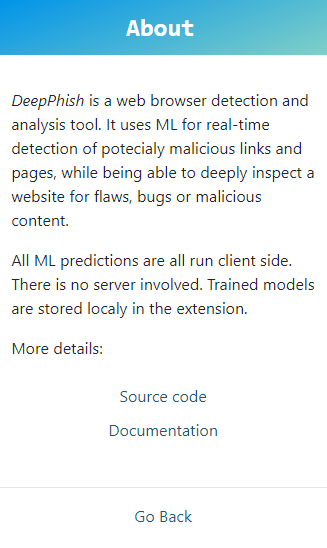 About
DeepPhish is a web browser detection and
analysis tool. It uses ML for real-time
detection of potecialy malicious links and
pages, while being able to deeply inspect a
website for flaws, bugs or malicious
content.
All ML predictions are all run client side.
There is no server involved. Trained models
are stored localy in the extension.
More details:
Source code
Documentation
Go Back